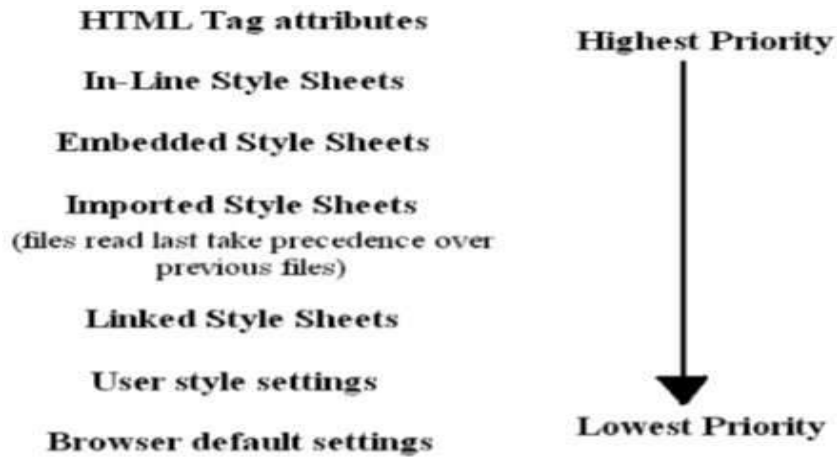 HTML Tag attributes
In-Line Style Sheets
Embedded Style Sheets
Imported Style Sheets
(files read last take precedence over
previous files)
Linked Style Sheets
User style settings
Browser default settings
Highest Priority
Lowest Priority